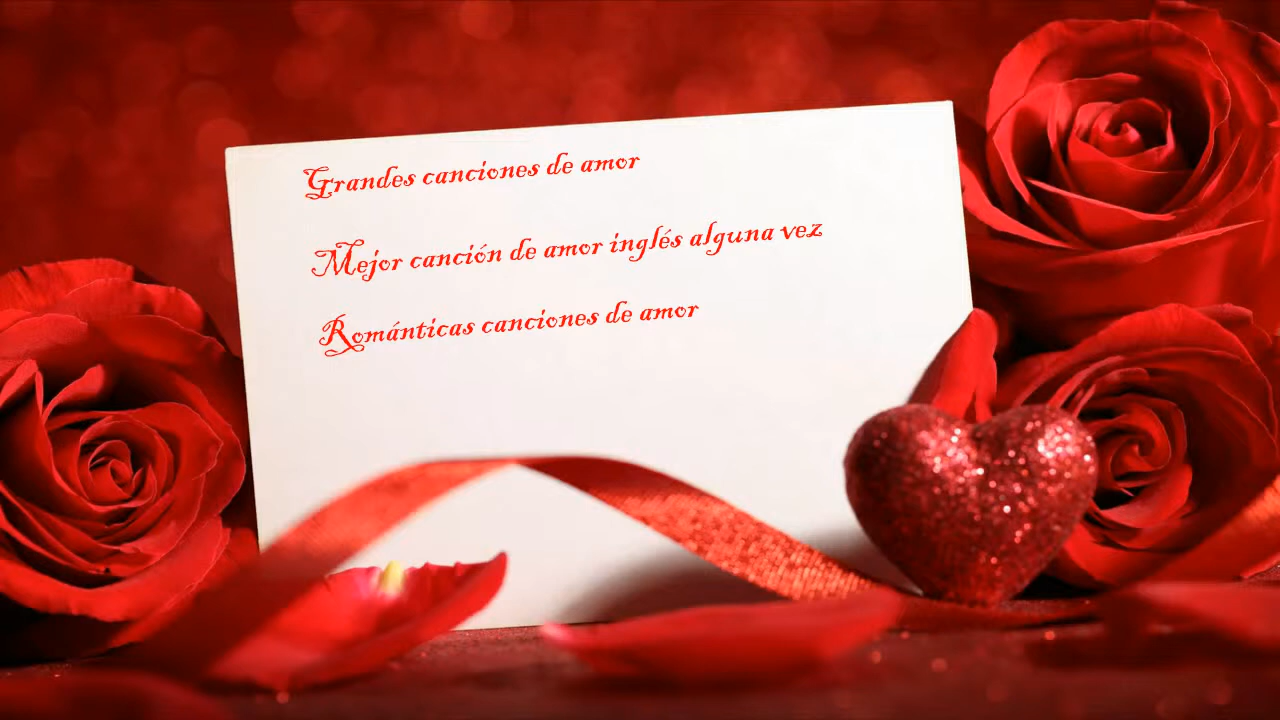 Grandes canciones de amor
Mejor canción de amor inglés alguna vez
Románticas canciones de amor